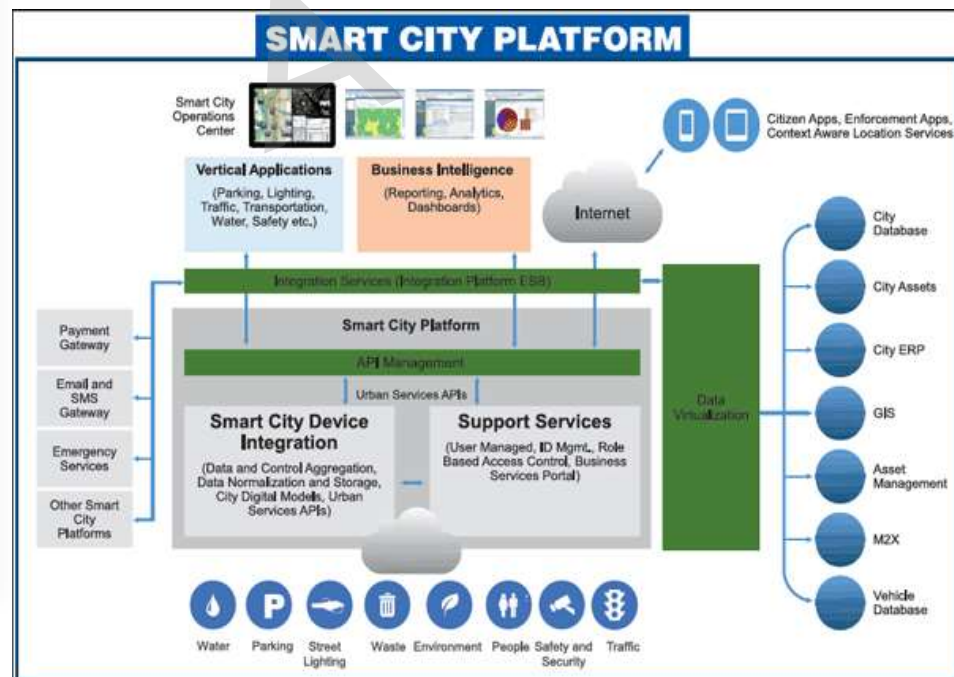 SMART CITY PLATFORM
Smart City
Operations
Center
Citizen Apps, Enforcement Apps,
Context Aware Location Services
Vertical Applications
(Parking, Lighting,
Traffic, Transportation,
Water, Safety etc.)
Business Intelligence
(Reporting, Analytics,
Dashboards)
Internet
Integration Services (Integration Platform ESB)
Smart City Platform
API Management
Urban Services APIs
Smart City Device
Integration
(Data and Control Aggregation,
Data Normalization and Storage,
City Digital Models, Urban
Services APIs)
Support Services
(User Managed, ID Mgmt., Role
Based Access Control, Business
Services Portal)
Payment
Gateway
Email and
SMS
Gateway
Emergency
Services
Other Smart
City
Platforms
Data
Virtualization
City
Database
City Assets
City ERP
GIS
Asset
Management
M2X
Vehicle
Database
P
Water
Parking
Street
Lighting
Waste
Environment
People
Safety and
Security
Traffic